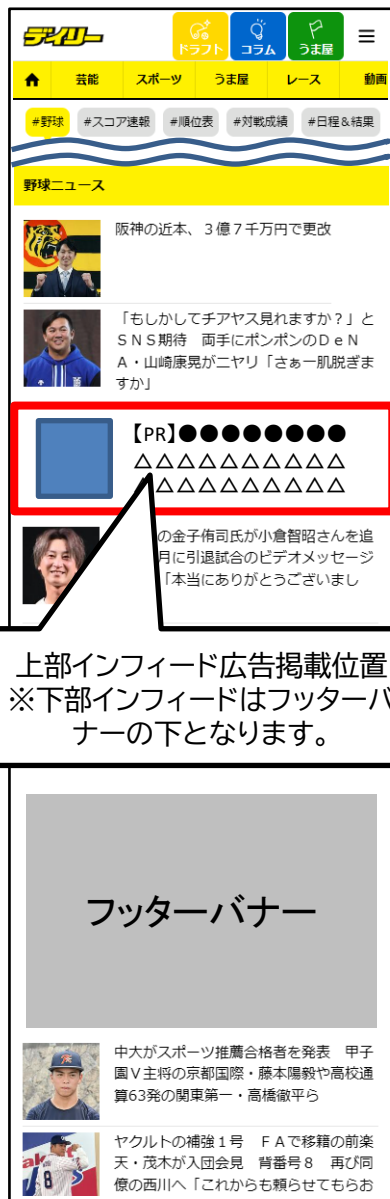 デイリー
ドラフト
コラム
うま屋
芸能 スポーツ うま屋 レース 動画
#野球 #スコア速報 #順位表 #対戦成績 #日程&結果
野球ニュース
阪神の近本、3億7千万円で更改
「もしかしてチアヤス見れますか?」と
SNS期待 両手にポンポンのDeN
A・山﨑康晃がニヤリ「さぁ一肌脱ぎま
すか」
【PR】●●●●●●●●
△△△△△△△△△△
△△△△△△△△△△
の金子侑司氏が小倉智昭さんを追
月に引退試合のビデオメッセージ
「本当にありがとうございまし
上部インフィード広告掲載位置
※下部インフィードはフッターバ
ナーの下となります。
フッターバナー
中大がスポーツ推薦合格者を発表 甲子
園V主将の京都国際・藤本陽毅や高校通
算63発の関東第一・高橋徹平ら
ヤクルトの補強1号 FAで移籍の前楽
天・茂木が入団会見 背番号8 再び同
僚の西川へ「これからも頼らせてもらお